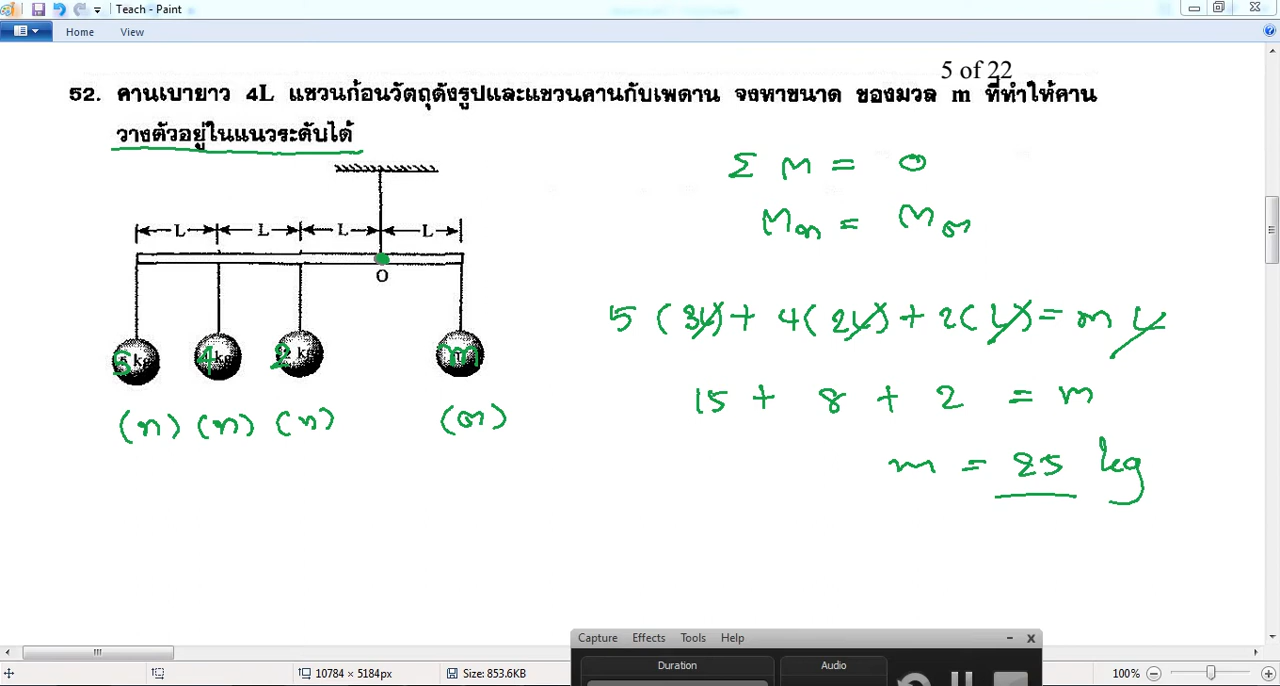 Teach - Paint
Home View
5 of 22
52. คานเบายาว 4L แขวนก้อนวัตถุดังรูปและแขวนคานกับเพดาน จงหาขนาด ของมวล m ที่ทำให้คาน
วางตัวอยู่ในแนวระดับได้
Σ M = 0
M ท = M ต
L L L L
O
5 (3L) + 4(2L) + 2(L) = m L
5 kg 4 kg 2 kg m
15 + 8 + 2 = m
(ท) (ท) (ท) (ต)
m = 25 kg
Capture Effects Tools Help
Duration Audio
10784 × 5184px Size: 853.6KB 100%